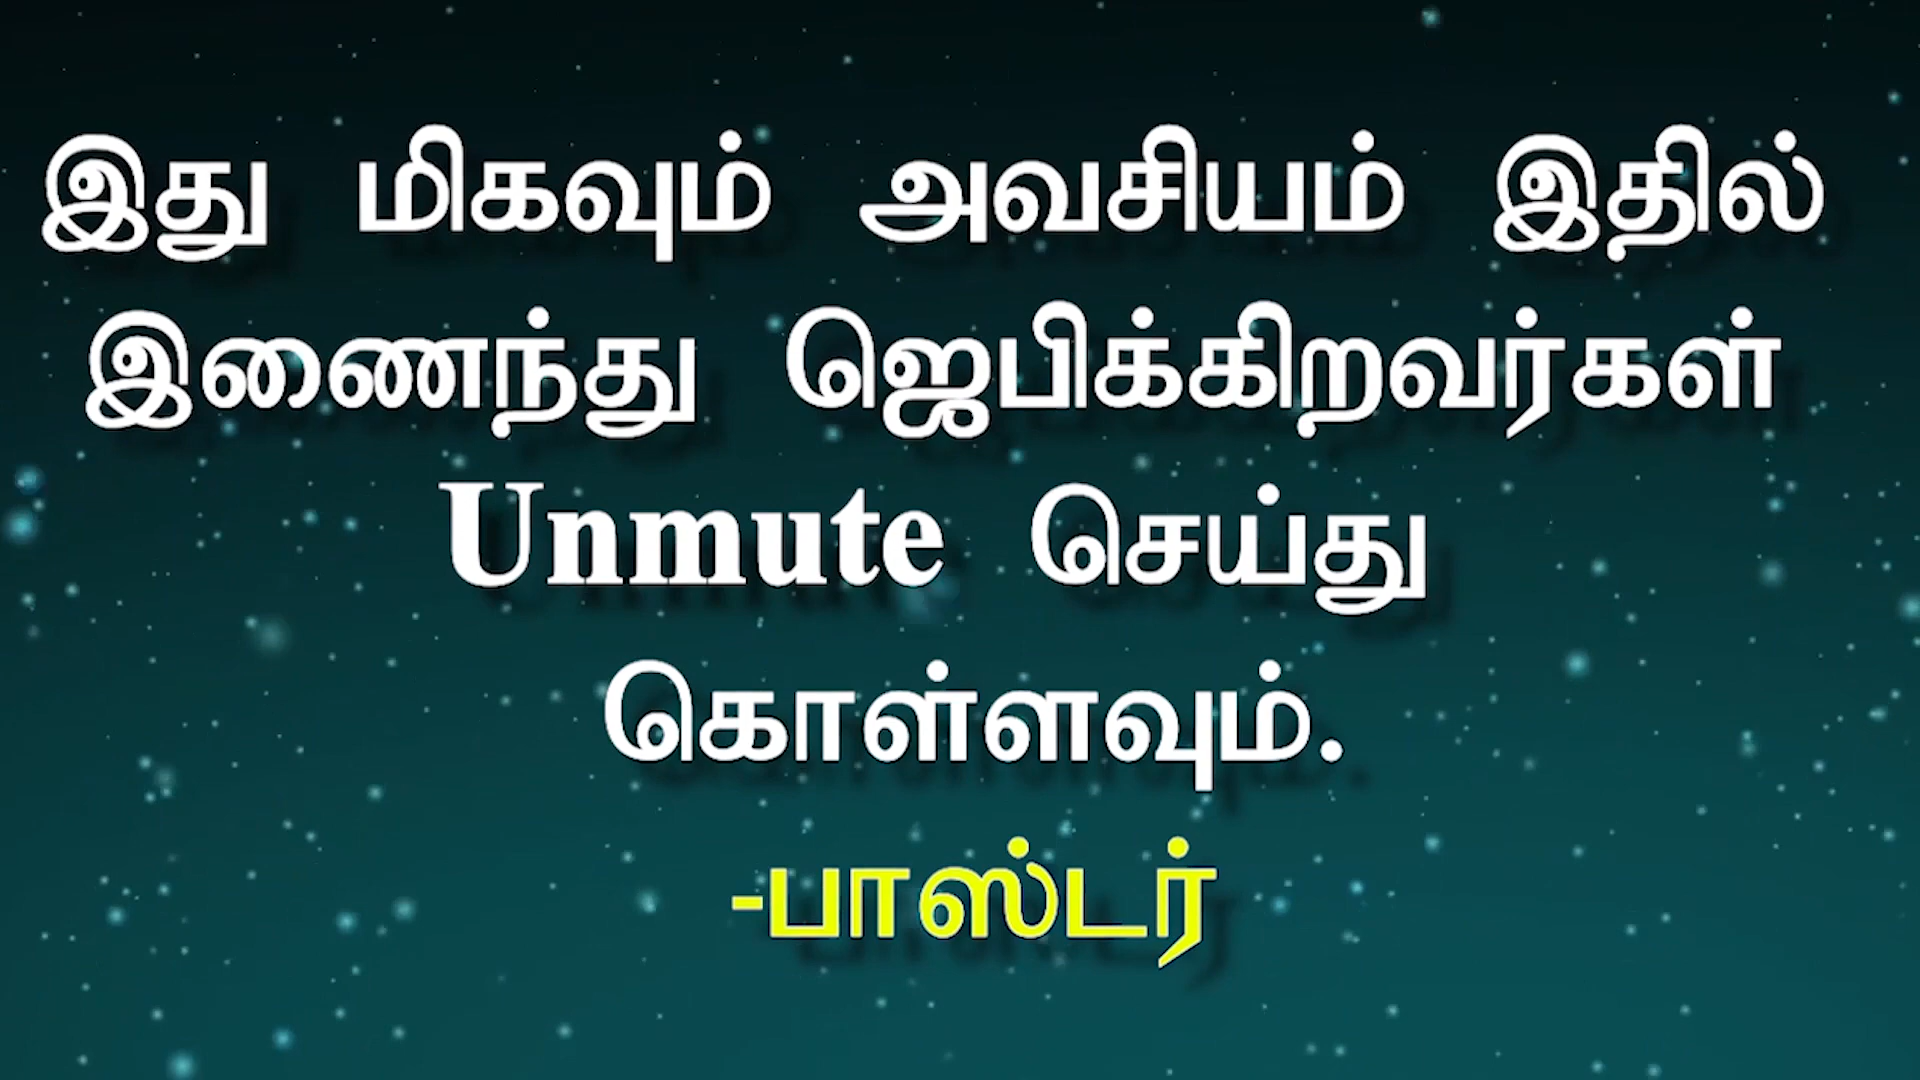 இது மிகவும் அவசியம் இதில்
இணைந்து ஜெபிக்கிறவர்கள்
Unmute செய்து
கொள்ளவும்.
-பாஸ்டர்